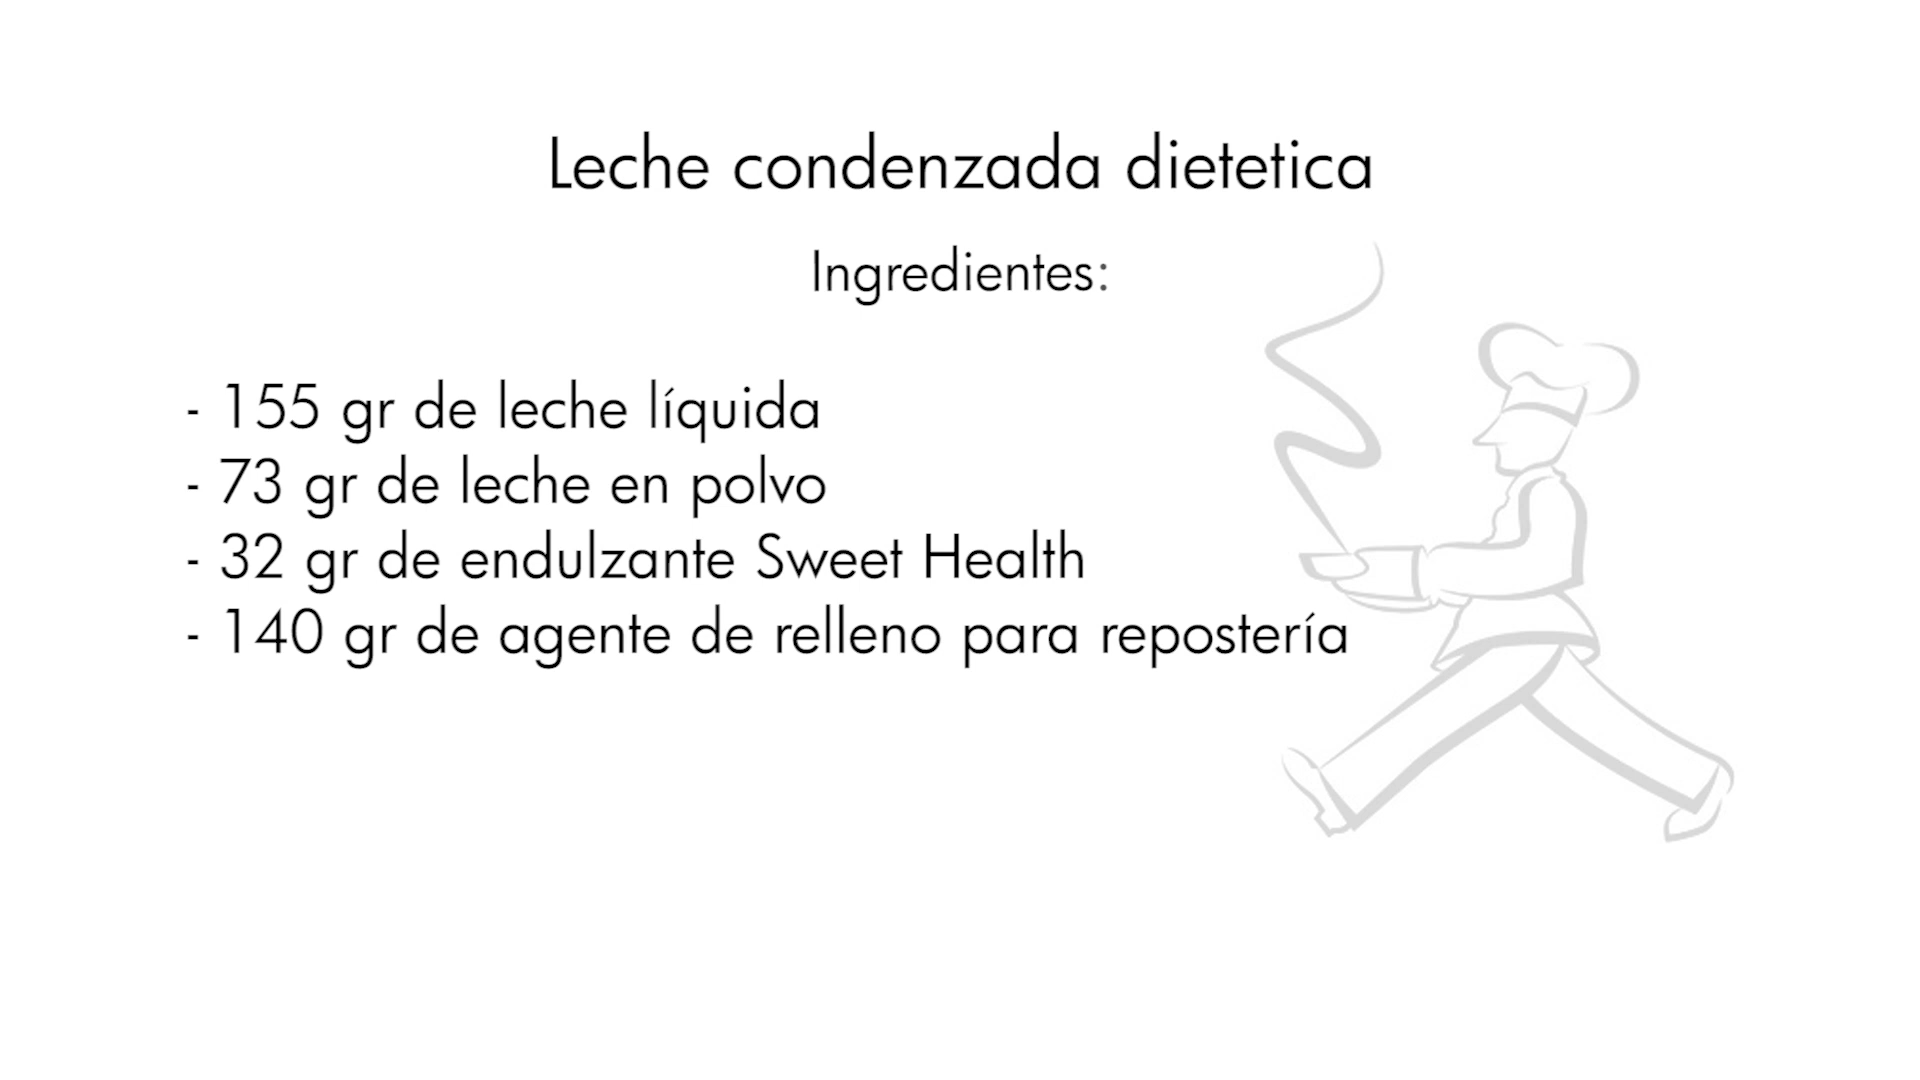 Leche condenzada dietetica
Ingredientes:
- 155 gr de leche líquida
- 73 gr de leche en polvo
- 32 gr de endulzante Sweet Health
- 140 gr de agente de relleno para repostería